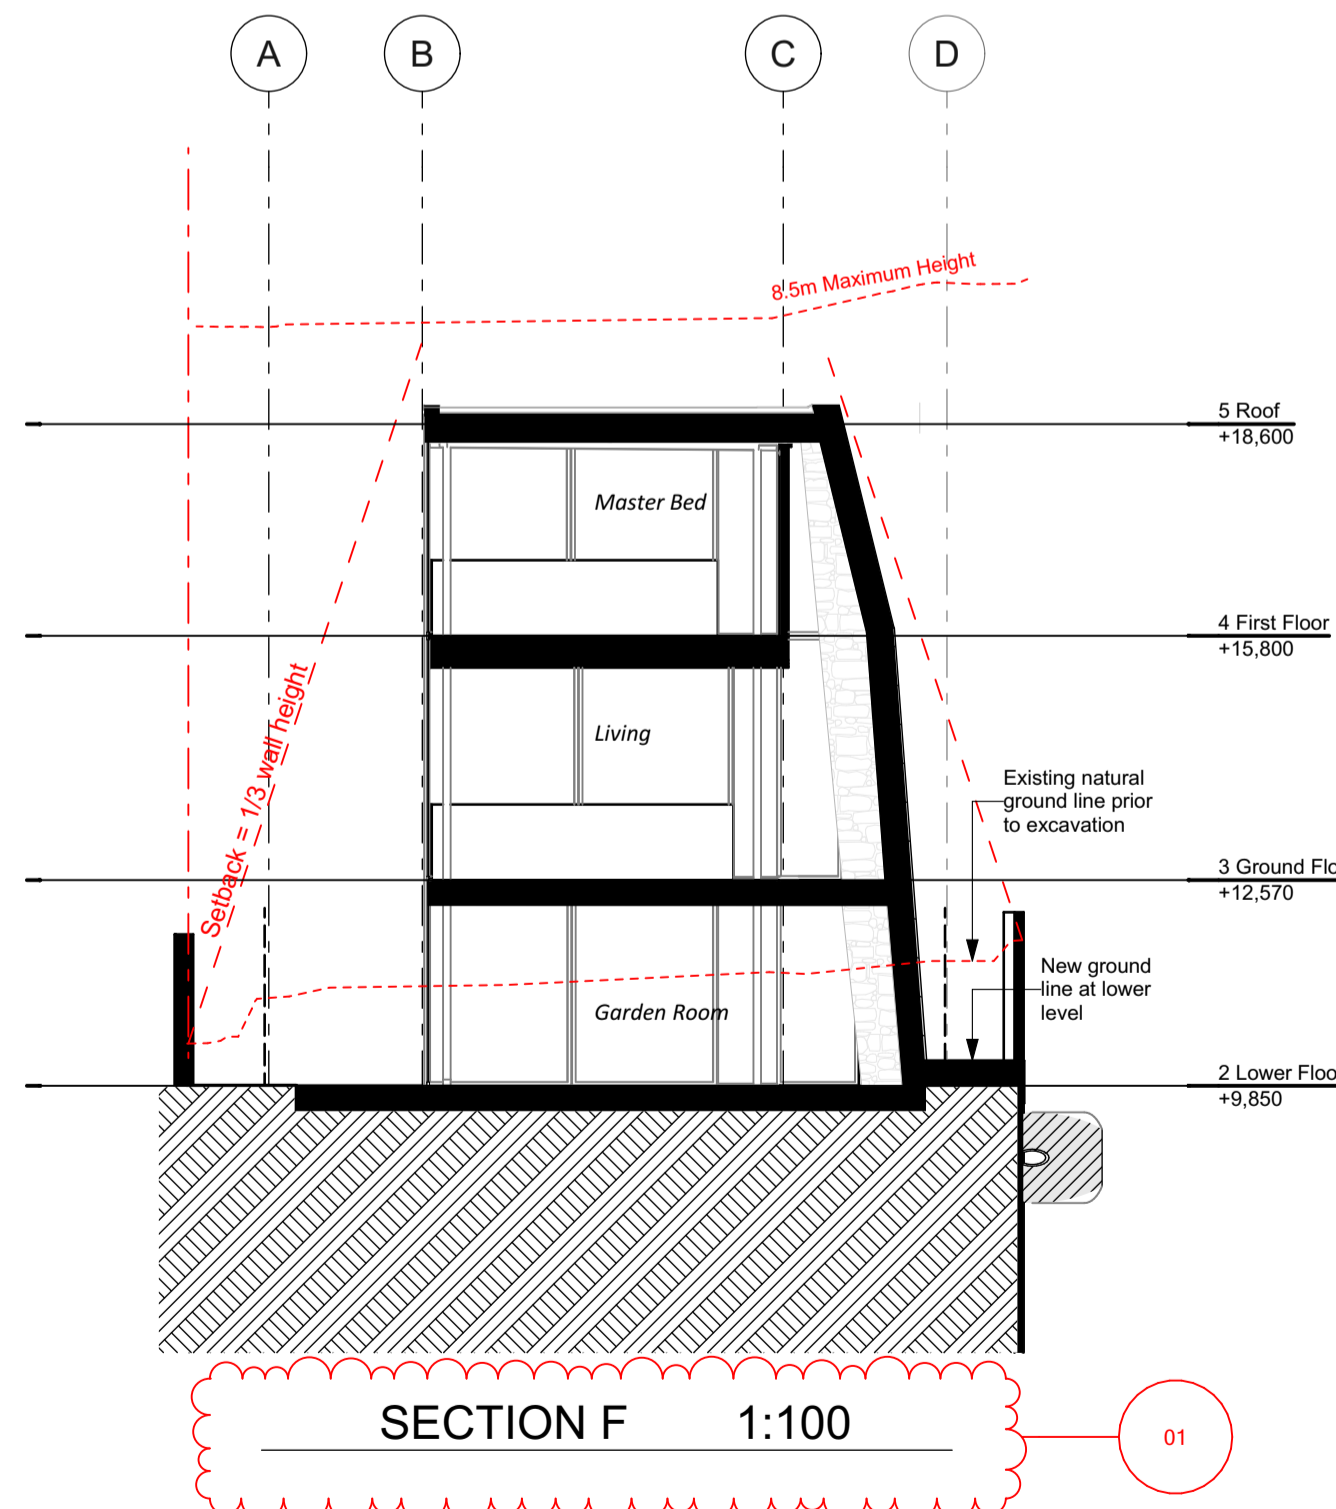 A B C D
8.5m Maximum Height
5 Roof
+18,600
Master Bed
4 First Floor
+15,800
Setback = 1/3 wall height
Living
Existing natural
ground line prior
to excavation
3 Ground Flo
+12,570
New ground
line at lower
level
Garden Room
2 Lower Floo
+9,850
SECTION F 1:100
01